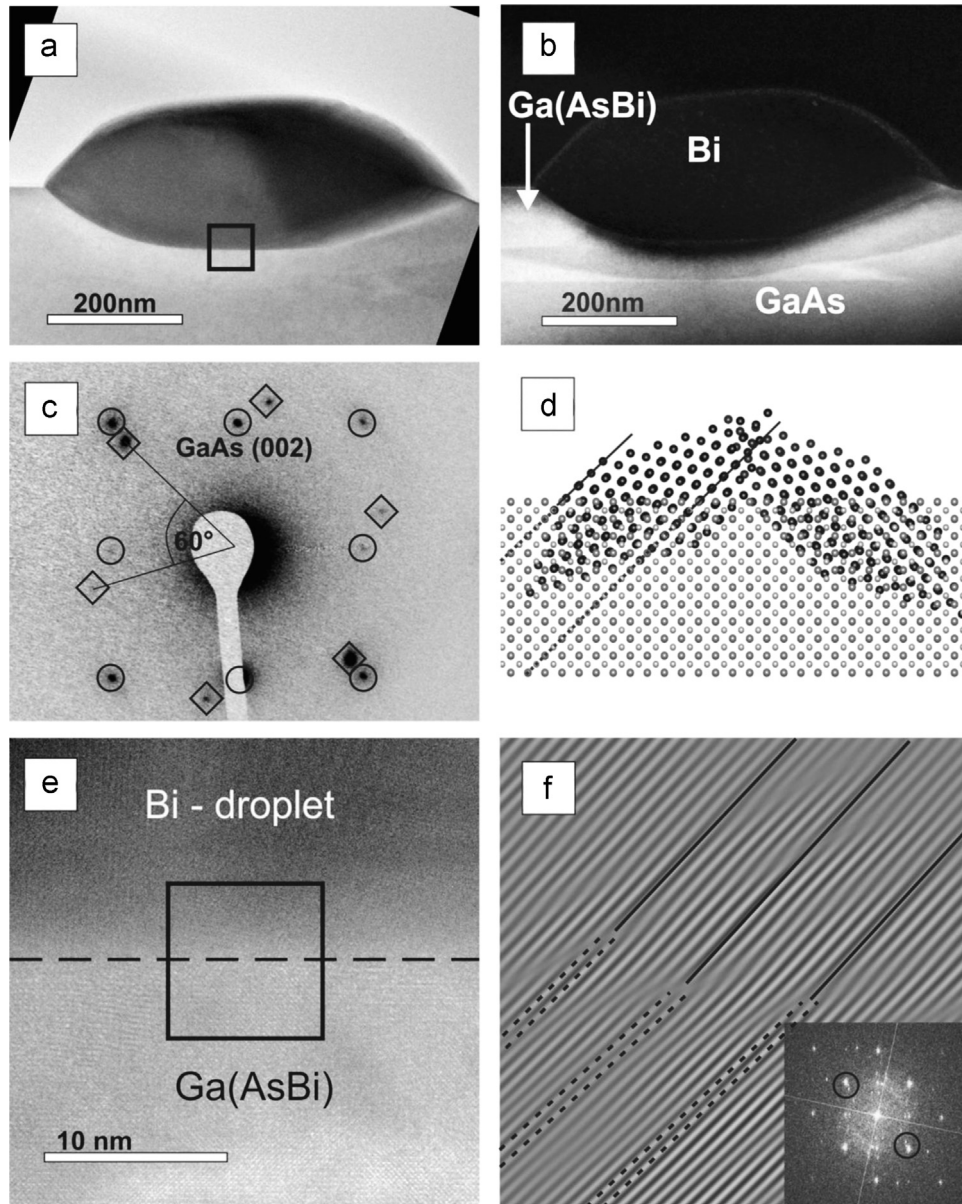 a
200nm
b
Ga(AsBi)
Bi
GaAs
200nm
c
GaAs (002)
60°
d
e
Bi - droplet
Ga(AsBi)
10 nm
f